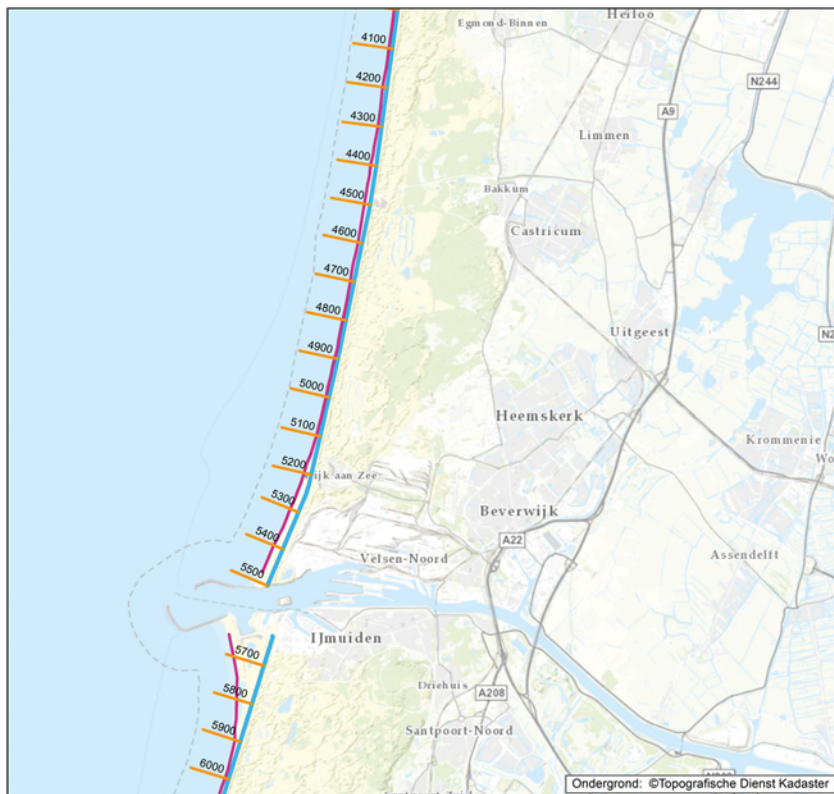 Egmond-Binnen
Heiloo
4100
4200
N244
A9
4300
Limmen
4400
Bakkum
4500
Castricum
4600
4700
4800
Uitgeest
4900
5000
Heemskerk
5100
Krommenie
5200
ijk aan Zee
5300
Beverwijk
5400
A22
Velsen-Noord
Assendelft
5500
IJmuiden
5700
Driehuis
5800
A208
Santpoort-Noord
5900
6000
Ondergrond: ©Topografische Dienst Kadaster